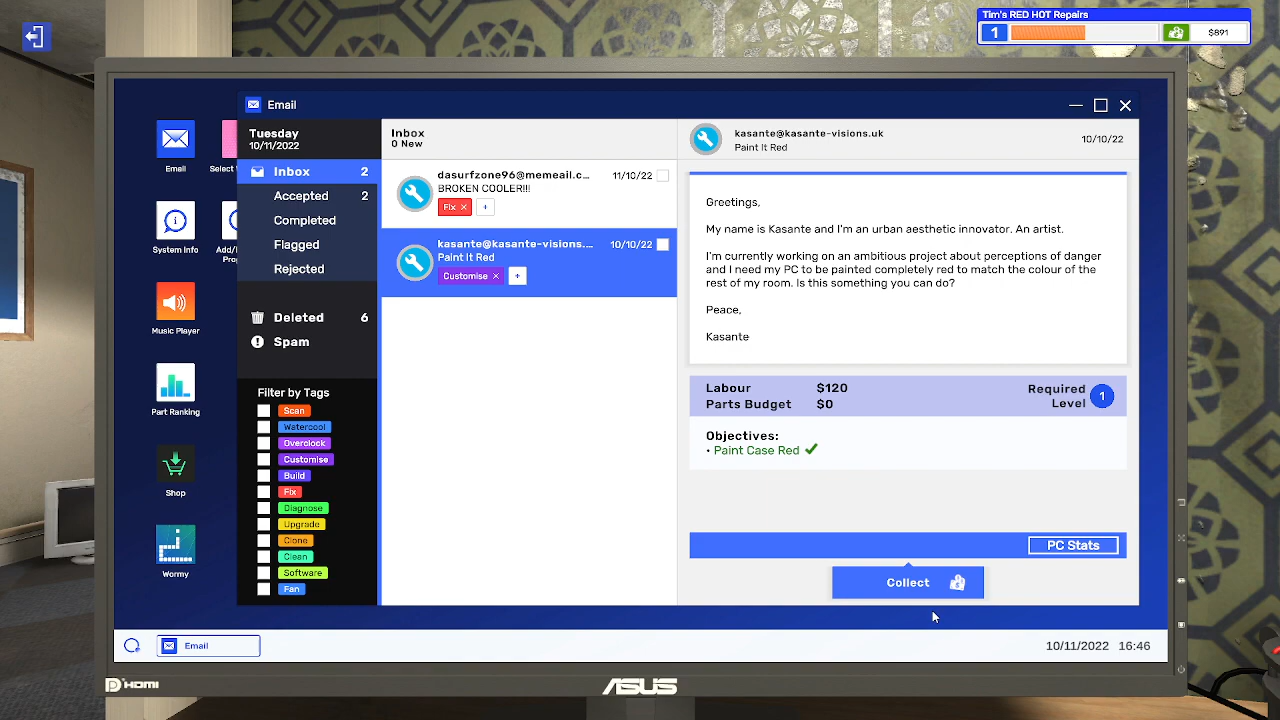 Tim's RED HOT Repairs
1
$891
Email
Tuesday
10/11/2022
Inbox 2
Accepted 2
Completed
Flagged
Rejected
Deleted 6
Spam
Filter by Tags
Scan
Watercool
Overclock
Customise
Build
Fix
Diagnose
Upgrade
Clone
Clean
Software
Fan
Inbox
0 New
dasurfzone96@memeail.c... 11/10/22
BROKEN COOLER!!!
Fix × +
kasante@kasante-visions.... 10/10/22
Paint It Red
Customise × +
kasante@kasante-visions.uk
Paint It Red
10/10/22
Greetings,
My name is Kasante and I'm an urban aesthetic innovator. An artist.
I'm currently working on an ambitious project about perceptions of danger
and I need my PC to be painted completely red to match the colour of the
rest of my room. Is this something you can do?
Peace,
Kasante
Labour $120
Parts Budget $0
Required
Level 1
Objectives:
• Paint Case Red
PC Stats
Collect
Email
Select
System Info
Add/
Pro
Music Player
Part Ranking
Shop
Wormy
Email
10/11/2022 16:46
HDMI
ASUS